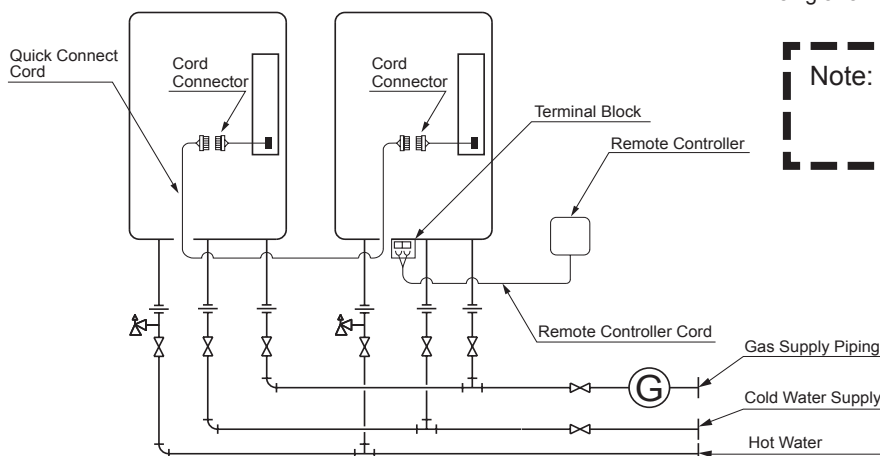 Note:
Quick Connect
Cord
Cord
Connector
Cord
Connector
Terminal Block
Remote Controller
Remote Controller Cord
Gas Supply Piping
G
Cold Water Supply
Hot Water